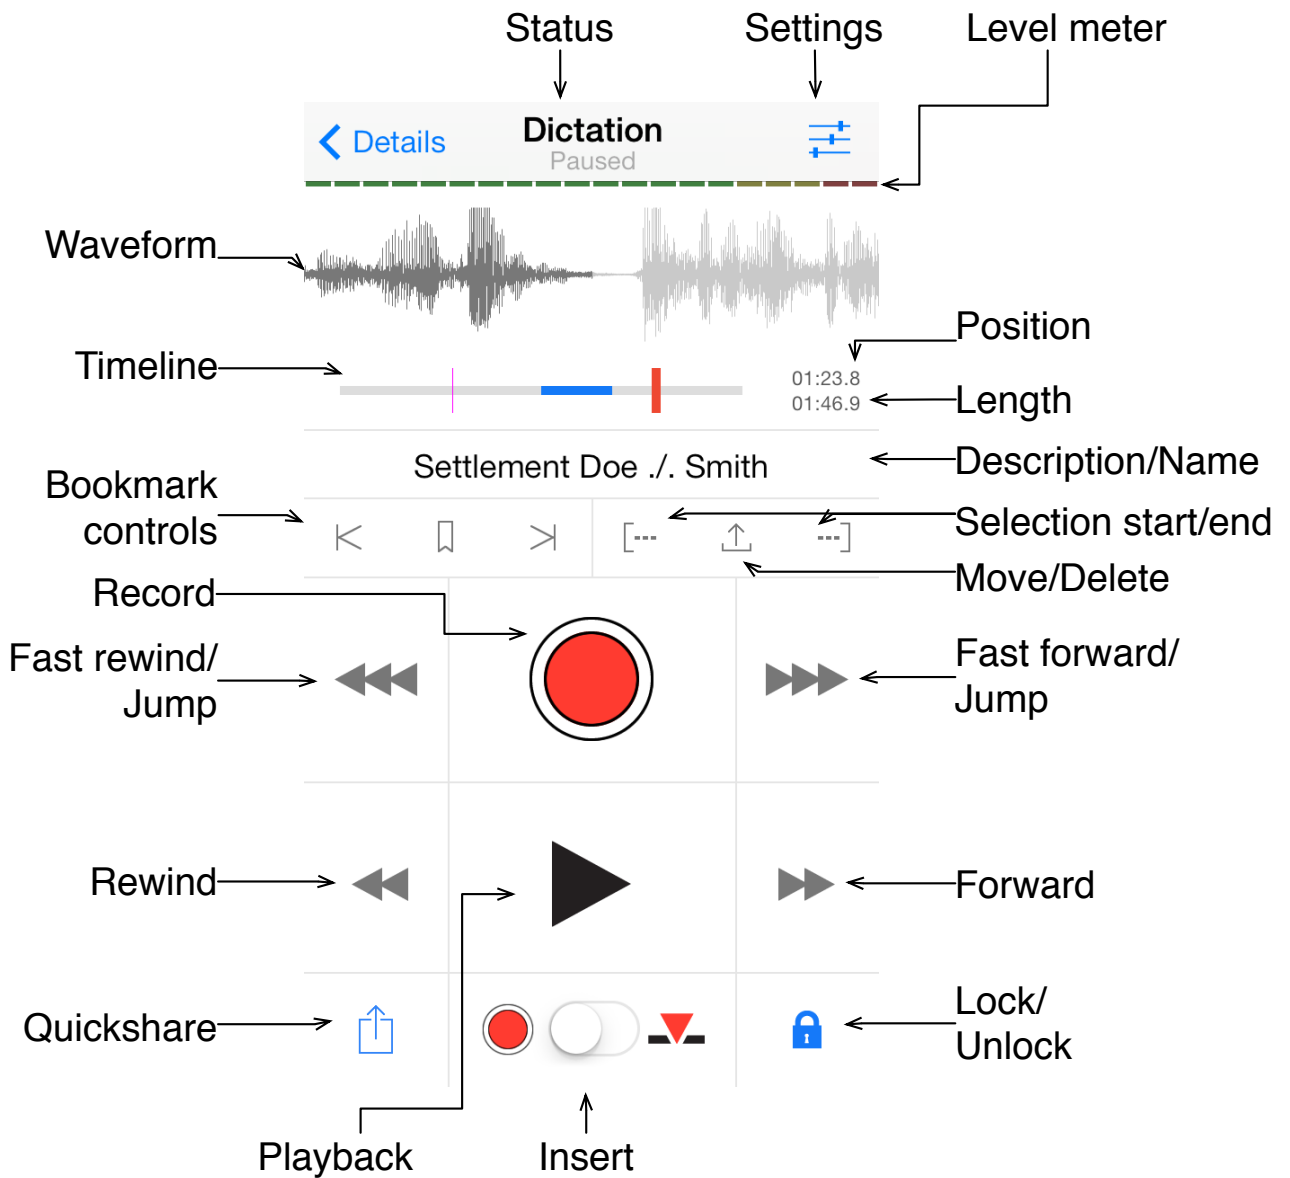 Status
Settings
Level meter
Details
Dictation
Paused
Waveform
Position
Timeline
01:23.8
01:46.9
Length
Settlement Doe ./. Smith
Description/Name
Bookmark
controls
Selection start/end
Move/Delete
Record
Fast rewind/
Jump
Fast forward/
Jump
Rewind
Forward
Quickshare
Lock/
Unlock
Playback
Insert